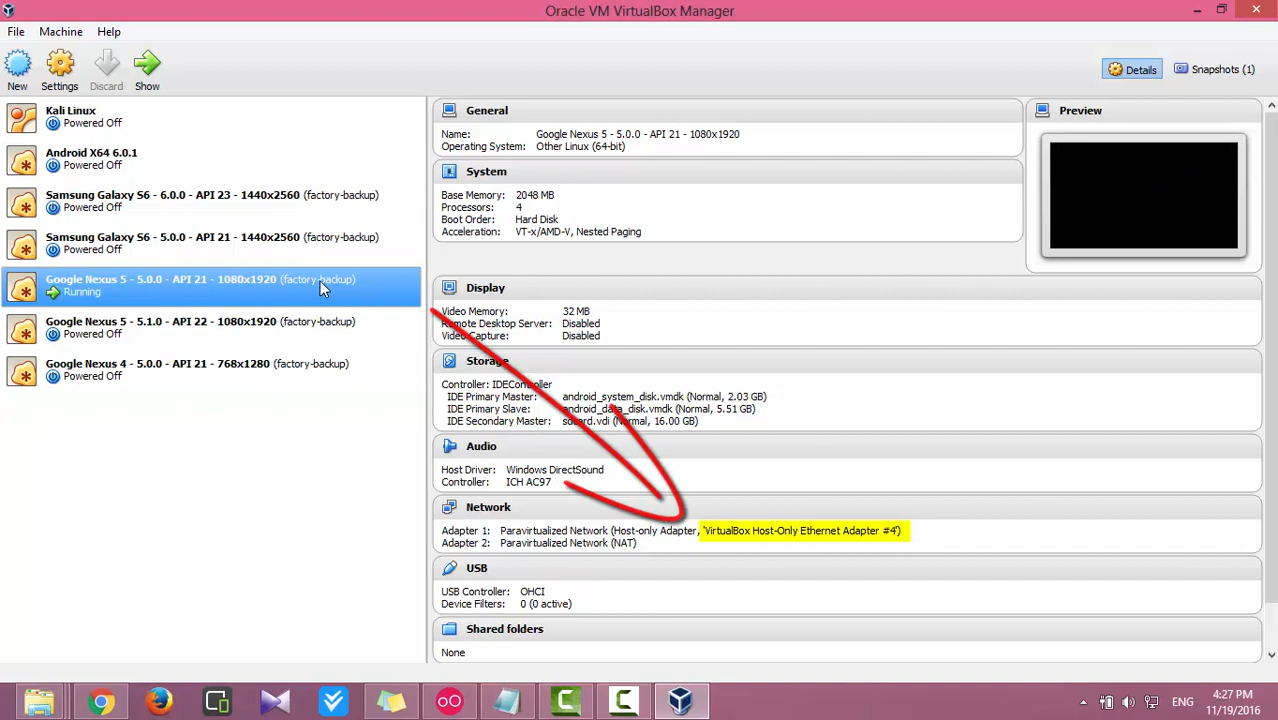 Oracle VM VirtualBox Manager
File Machine Help
New Settings Discard Show
Details Snapshots (1)
Kali Linux
Powered Off
Android X64 6.0.1
Powered Off
Samsung Galaxy S6 - 6.0.0 - API 23 - 1440x2560 (factory-backup)
Powered Off
Samsung Galaxy S6 - 5.0.0 - API 21 - 1440x2560 (factory-backup)
Powered Off
Google Nexus 5 - 5.0.0 - API 21 - 1080x1920 (factory-backup)
Running
Google Nexus 5 - 5.1.0 - API 22 - 1080x1920 (factory-backup)
Powered Off
Google Nexus 4 - 5.0.0 - API 21 - 768x1280 (factory-backup)
Powered Off
General
Name: Google Nexus 5 - 5.0.0 - API 21 - 1080x1920
Operating System: Other Linux (64-bit)
System
Base Memory: 2048 MB
Processors: 4
Boot Order: Hard Disk
Acceleration: VT-x/AMD-V, Nested Paging
Preview
Display
Video Memory: 32 MB
Remote Desktop Server: Disabled
Video Capture: Disabled
Storage
Controller: IDEController
IDE Primary Master: android_system_disk.vmdk (Normal, 2.03 GB)
IDE Primary Slave: android_data_disk.vmdk (Normal, 5.51 GB)
IDE Secondary Master: sdcard.vdi (Normal, 16.00 GB)
Audio
Host Driver: Windows DirectSound
Controller: ICH AC97
Network
Adapter 1: Paravirtualized Network (Host-only Adapter, 'VirtualBox Host-Only Ethernet Adapter #4')
Adapter 2: Paravirtualized Network (NAT)
USB
USB Controller: OHCI
Device Filters: 0 (0 active)
Shared folders
None
ENG
4:27 PM
11/19/2016